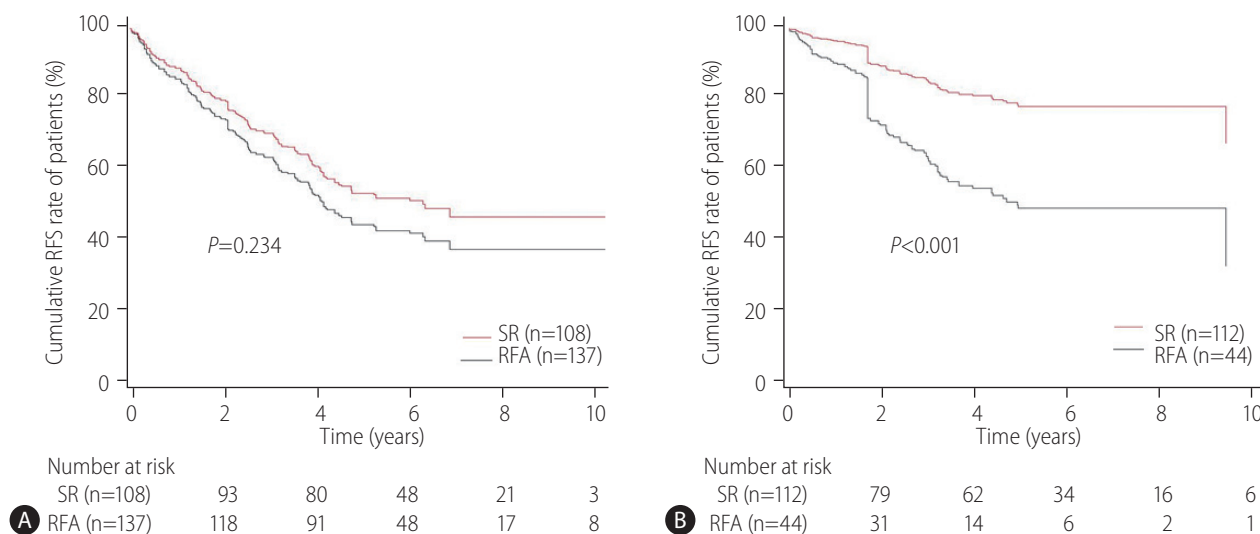 Cumulative RFS rate of patients (%)
100
80
60
40
20
0
P=0.234
SR (n=108)
RFA (n=137)
0 2 4 6 8 10
Time (years)
Number at risk
SR (n=108) 93 80 48 21 3
A RFA (n=137) 118 91 48 17 8
Cumulative RFS rate of patients (%)
100
80
60
40
20
0
P<0.001
SR (n=112)
RFA (n=44)
0 2 4 6 8 10
Time (years)
Number at risk
SR (n=112) 79 62 34 16 6
B RFA (n=44) 31 14 6 2 1